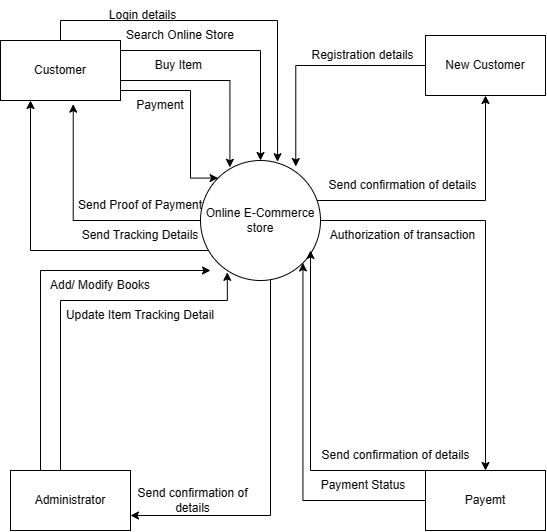 Login details
Search Online Store
Customer
Buy Item
Payment
Registration details
New Customer
Send confirmation of details
Send Proof of Payment
Online E-Commerce
store
Send Tracking Details
Authorization of transaction
Add/ Modify Books
Update Item Tracking Detail
Send confirmation of details
Payment Status
Administrator
Send confirmation of
details
Payemt